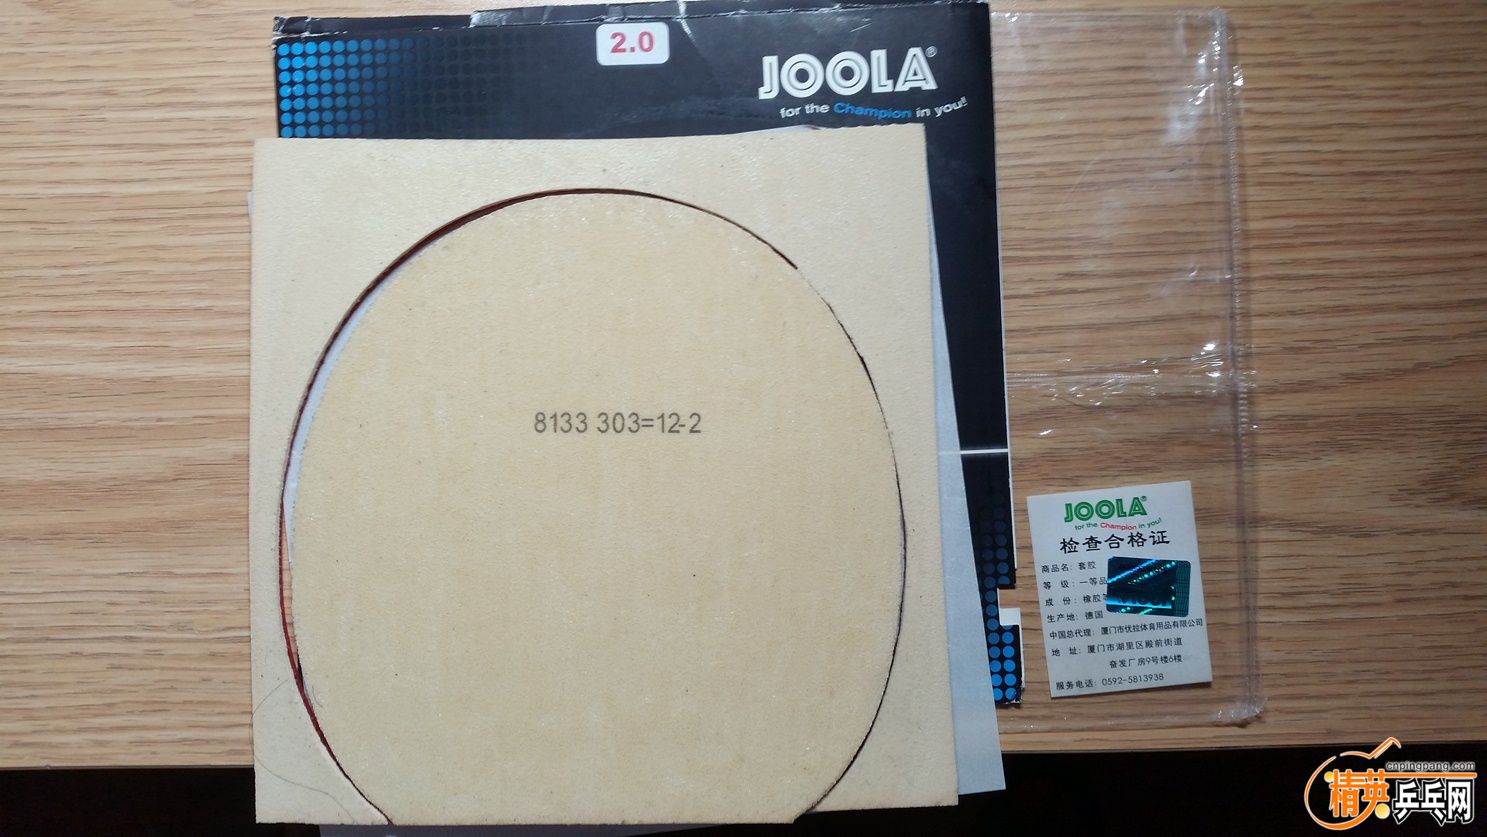 2.0
JOOLA®
for the Champion in you!
8133 303=12-2
JOOLA®
for the Champion in you!
检查合格证
商品名：套胶
等 级：一等品
成 份：橡胶
生产地：德国
中国总代理：厦门市优拉体育用品有限公司
地 址：厦门市湖里区殿前街道
奋发厂房9号楼6楼
服务电话：0592-5813938
cnpingpang.com
精英乒乓网